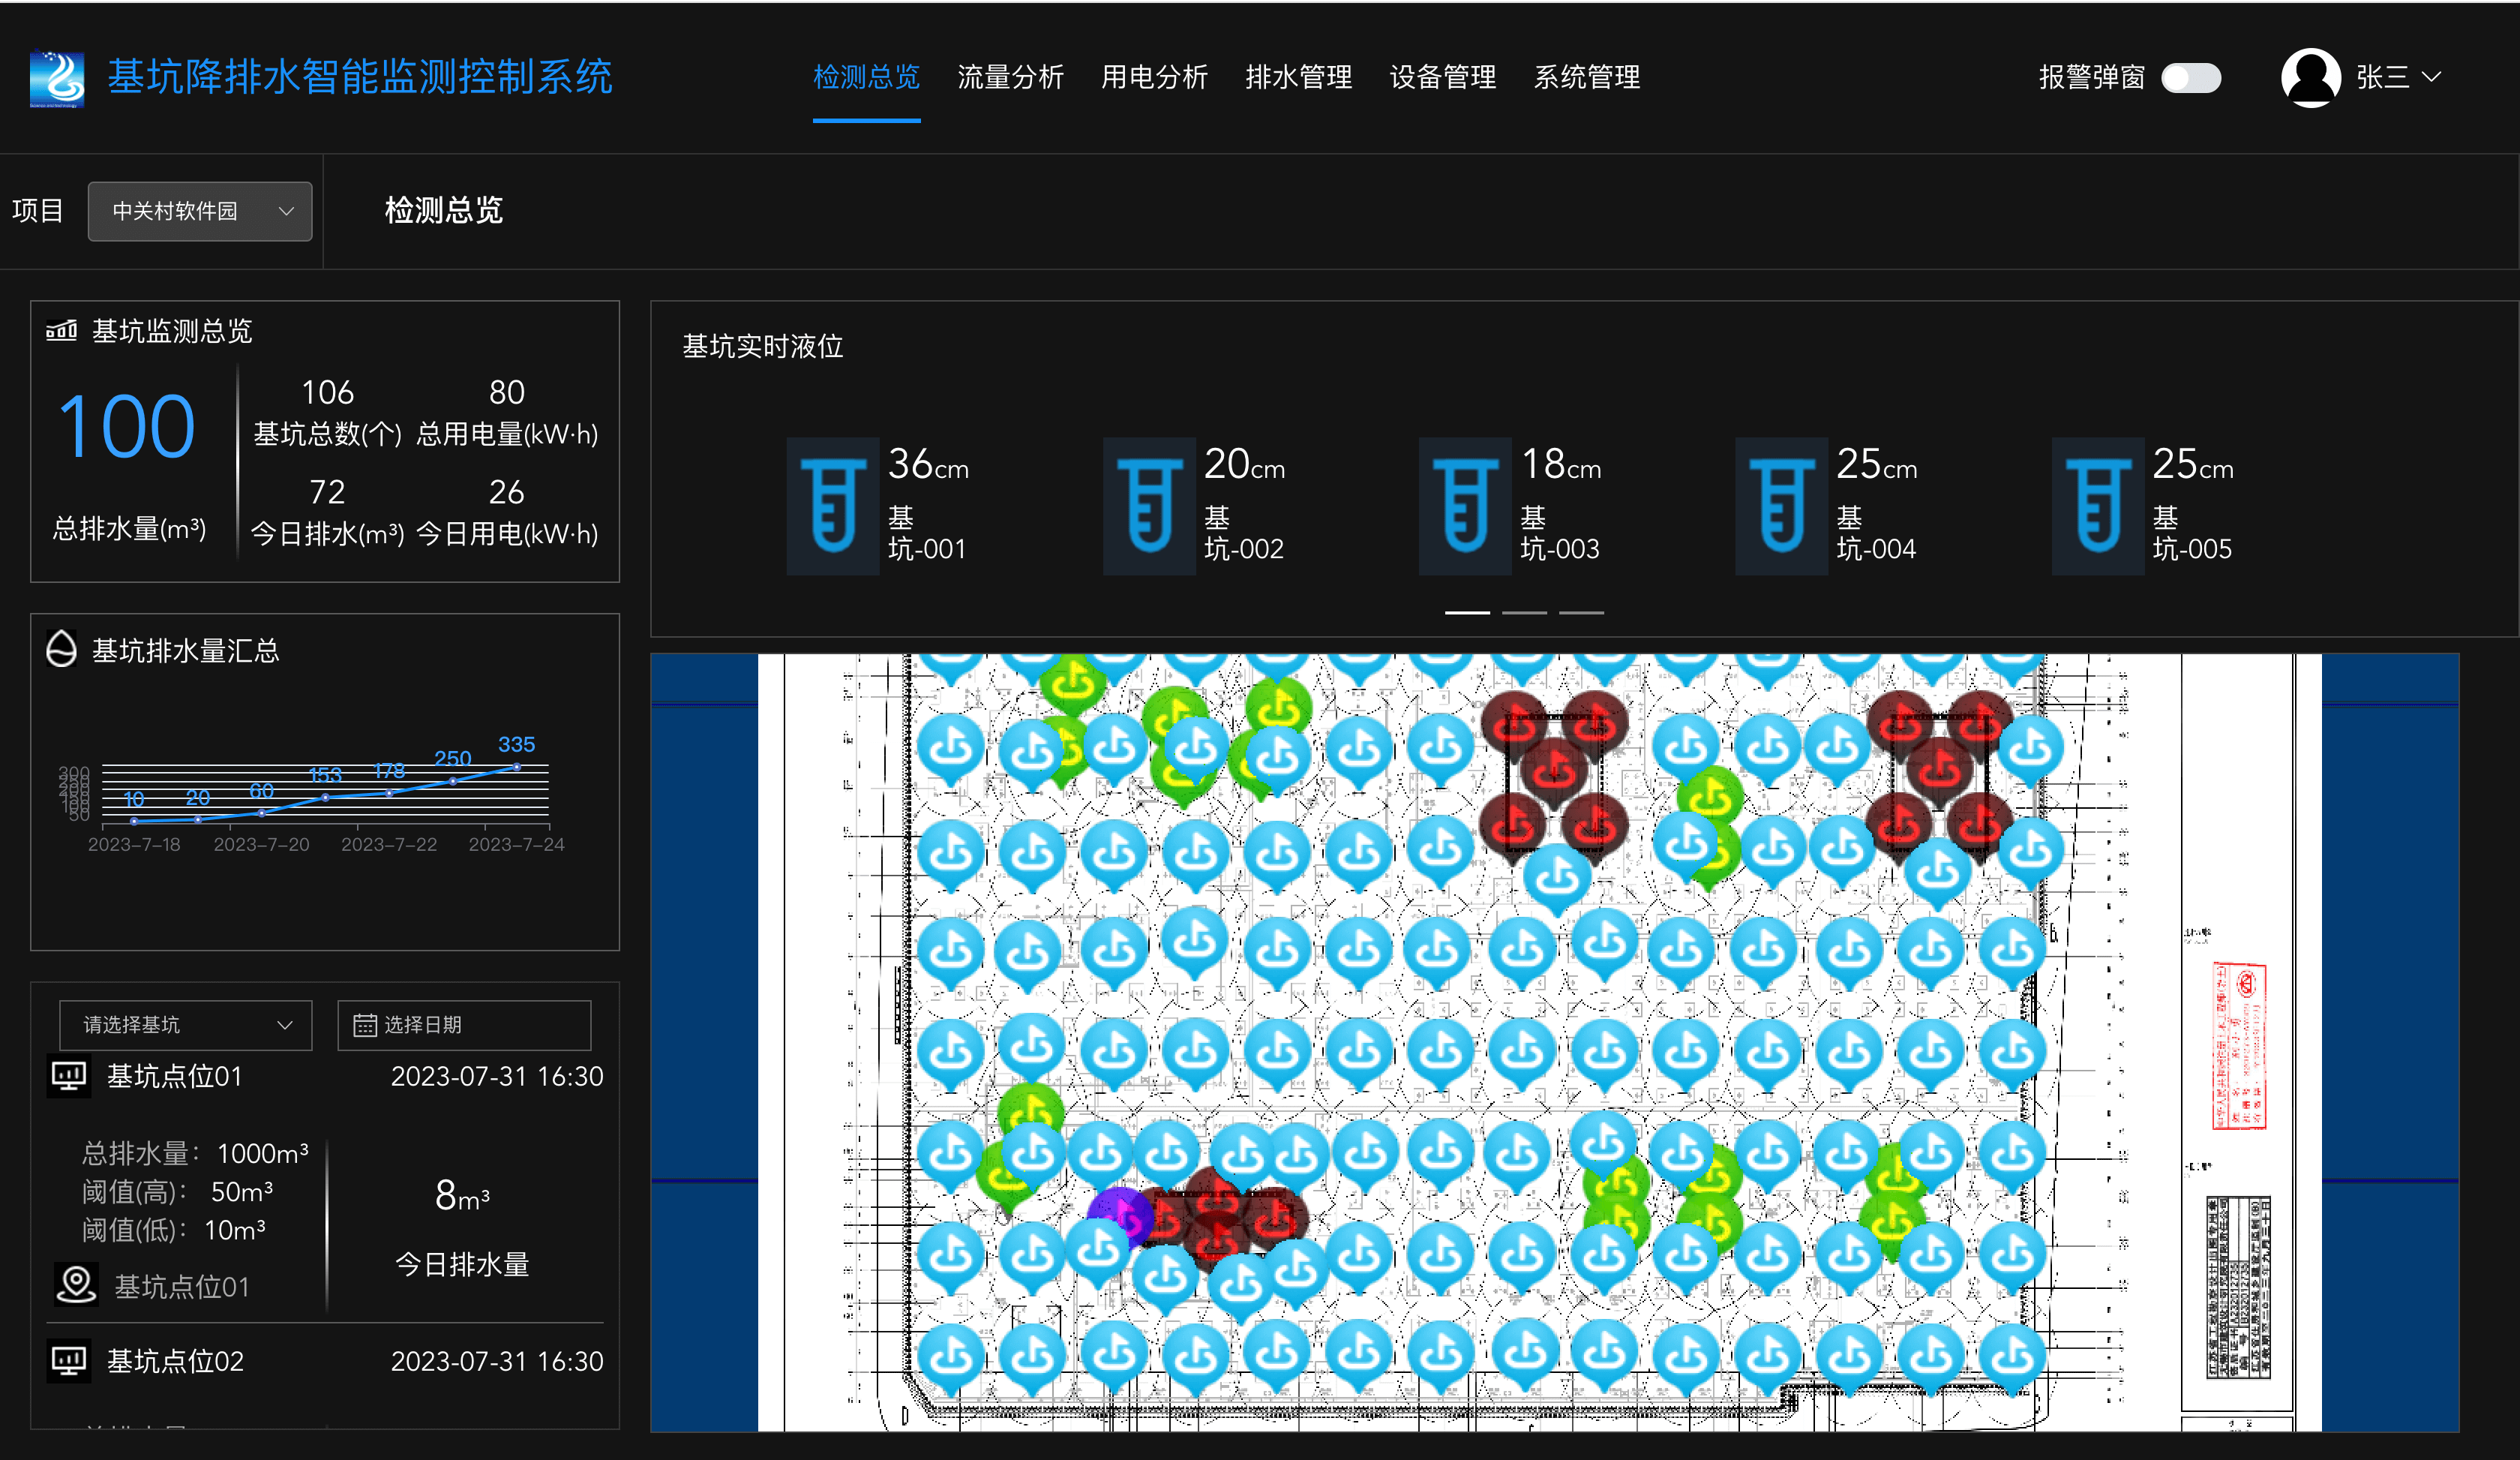 基坑降排水智能监测控制系统
检测总览 流量分析 用电分析 排水管理 设备管理 系统管理
报警弹窗
张三
项目
中关村软件园
检测总览
基坑监测总览
100
总排水量(m³)
106
基坑总数(个)
80
总用电量(kW·h)
72
今日排水(m³)
26
今日用电(kW·h)
基坑排水量汇总
10 20 60 153 178 250 335
300
50
2023-7-18 2023-7-20 2023-7-22 2023-7-24
请选择基坑
选择日期
基坑点位01
2023-07-31 16:30
总排水量： 1000m³
阈值(高)： 50m³
阈值(低)： 10m³
基坑点位01
8m³
今日排水量
基坑点位02
2023-07-31 16:30
基坑实时液位
36cm
基
坑-001
20cm
基
坑-002
18cm
基
坑-003
25cm
基
坑-004
25cm
基
坑-005